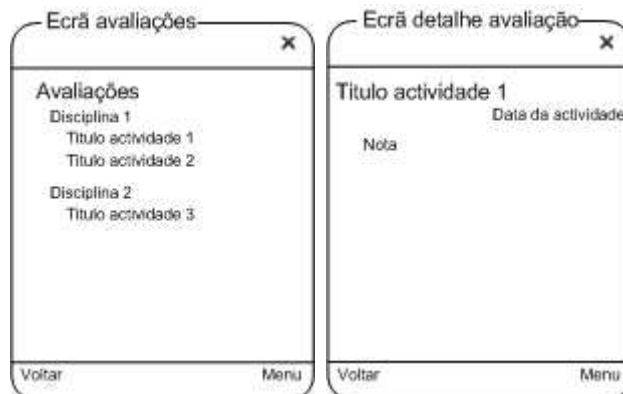 Ecrã avaliações
×
Avaliações
Disciplina 1
Titulo actividade 1
Titulo actividade 2
Disciplina 2
Titulo actividade 3
Voltar
Menu
Ecrã detalhe avaliação
×
Titulo actividade 1
Data da actividade
Nota
Voltar
Menu